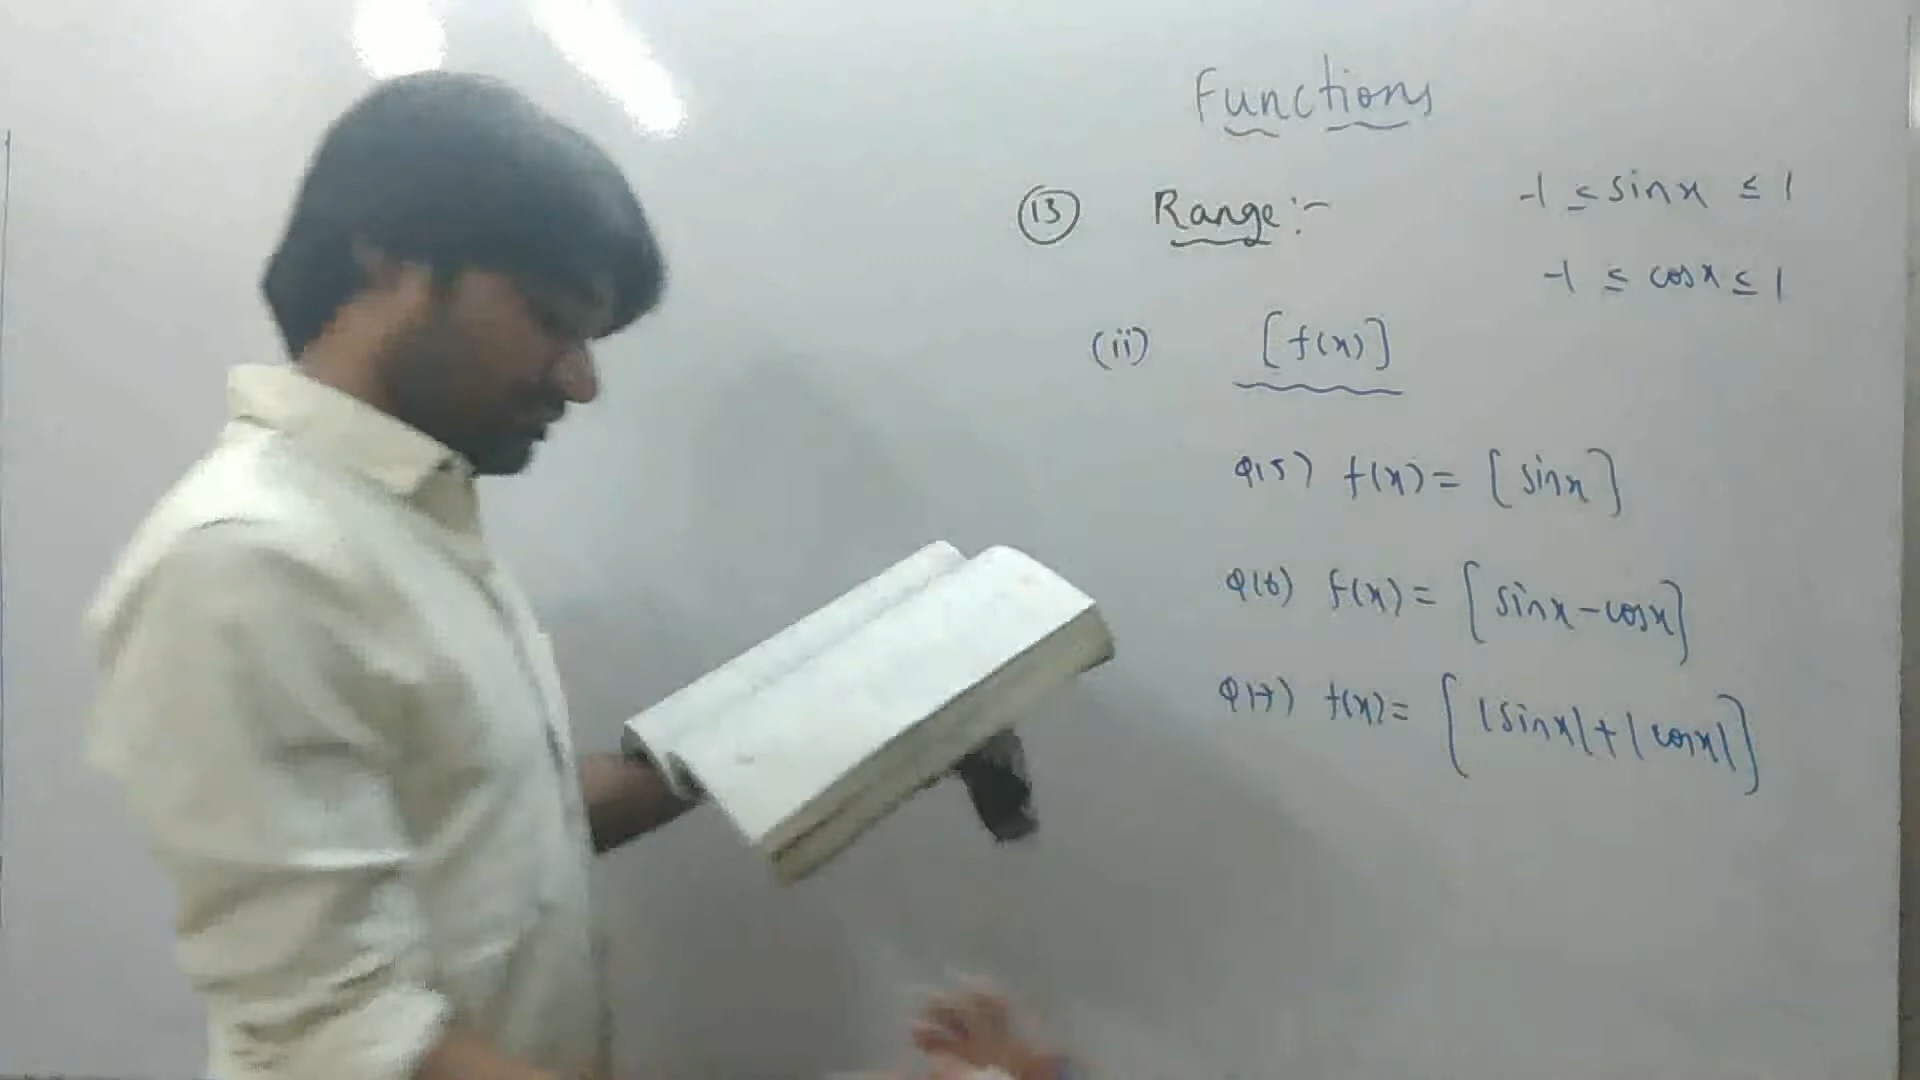 Functions
(13) Range:-
-1 ≤ sinx ≤ 1
-1 ≤ cosx ≤ 1
(ii) [f(x)]
Q15) f(x) = [sinx]
Q16) f(x) = [sinx-cosx]
Q17) f(x) = [|sinx|+|cosx|]